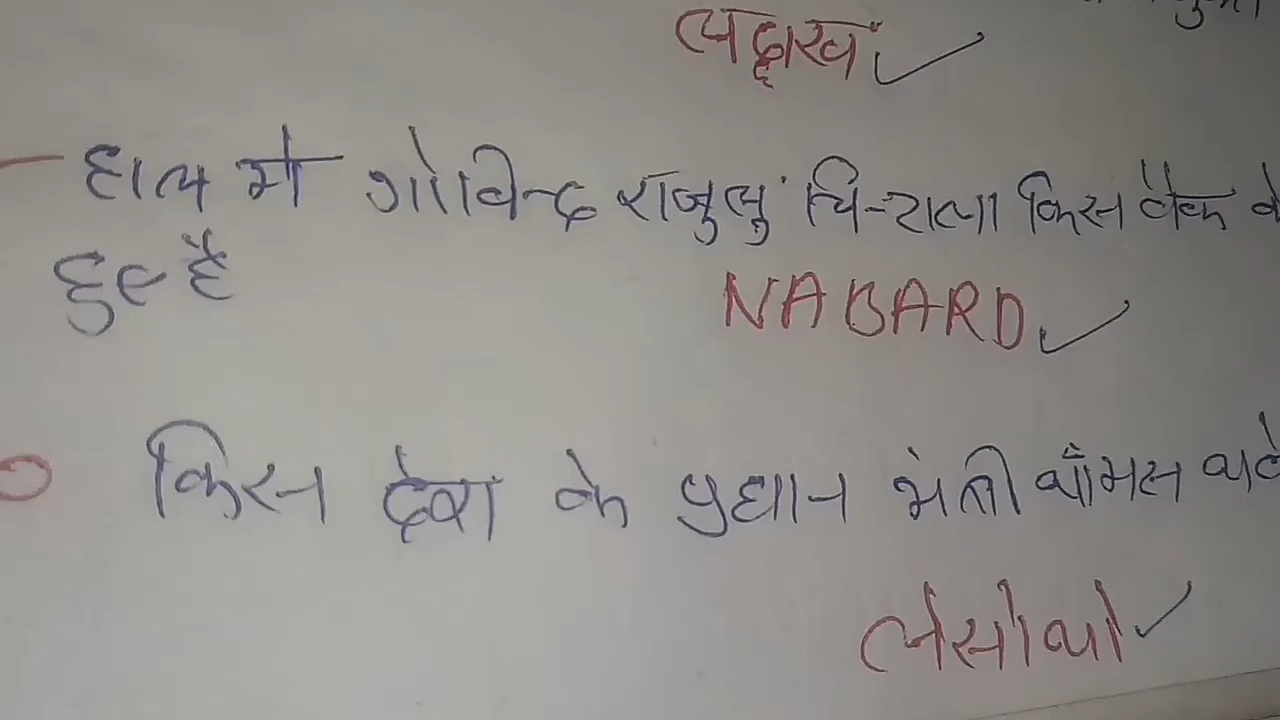 लद्दाख
हाल में गोविन्द राजुलु चिन्ताला किस बैंक के
हुए है
NABARD
किस देश के प्रधान मंत्री थॉमस थाबे
लेसोथो